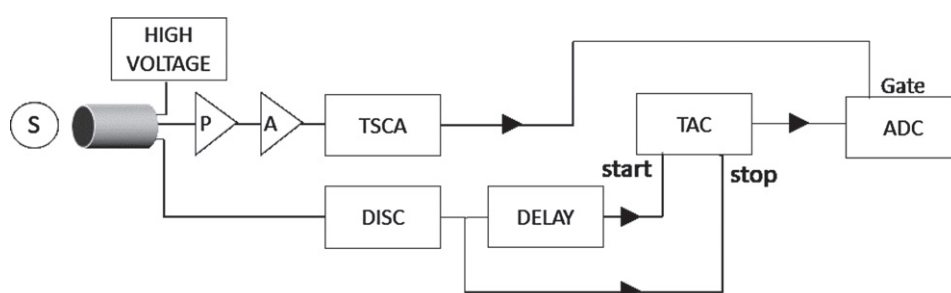 HIGH
VOLTAGE
S
P
A
TSCA
Gate
TAC
ADC
start
stop
DISC
DELAY